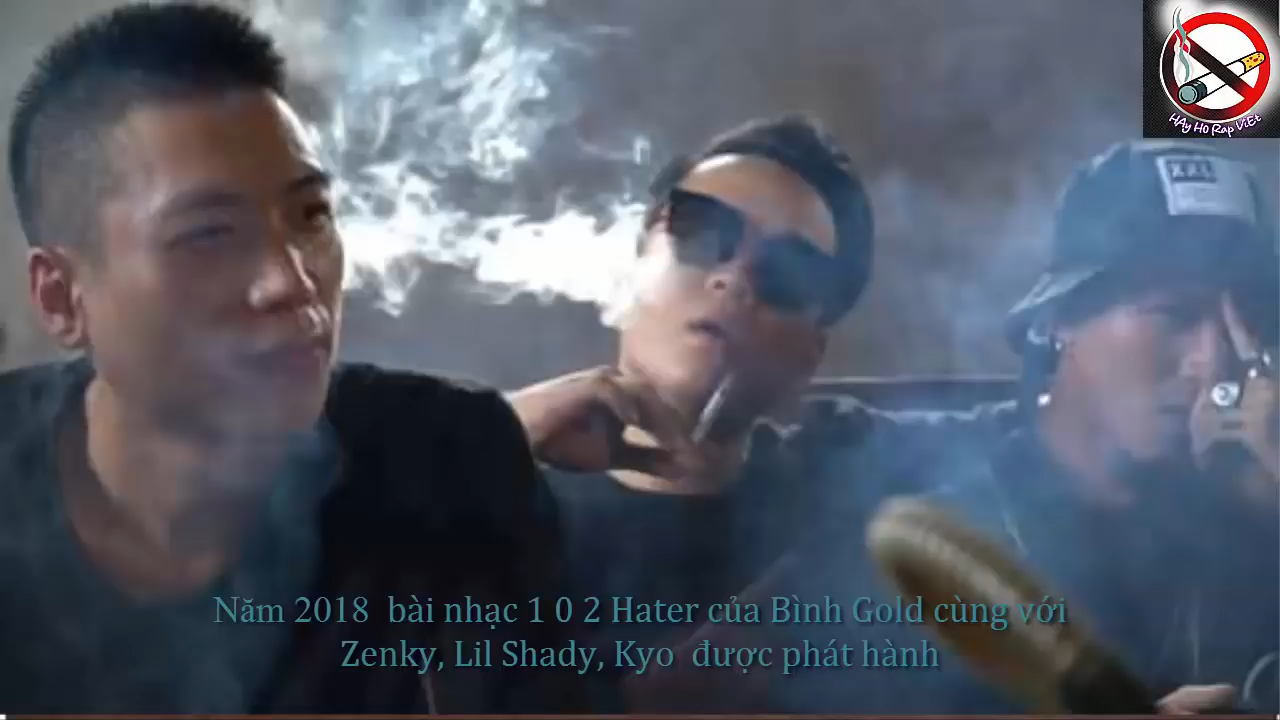 HAy HO Rap ViEt
XXL
Năm 2018  bài nhạc 1 0 2 Hater của Bình Gold cùng với
Zenky, Lil Shady, Kyo  được phát hành